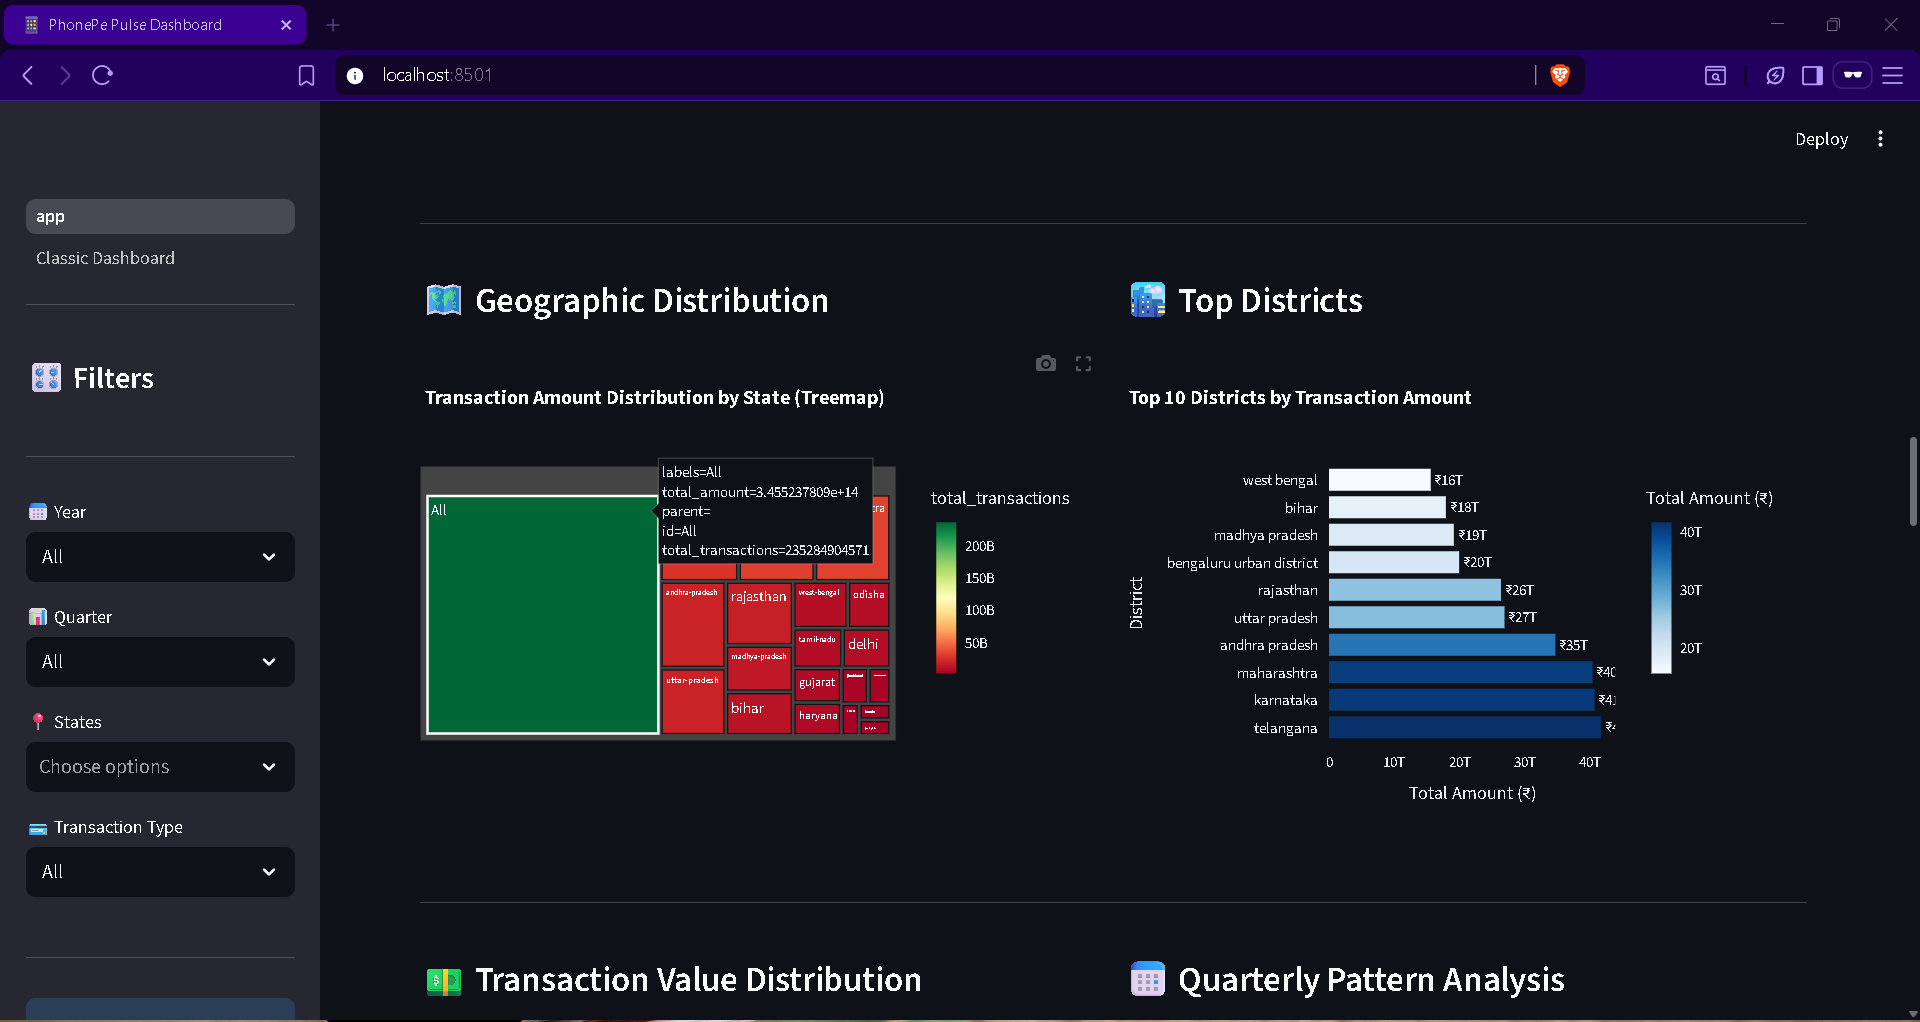 PhonePe Pulse Dashboard
localhost:8501
Deploy
app
Classic Dashboard
Filters
Year
All
Quarter
All
States
Choose options
Transaction Type
All
Geographic Distribution
Transaction Amount Distribution by State (Treemap)
All
labels=All
total_amount=3.455237809e+14
parent=
id=All
total_transactions=235284904571
tra
andhra-pradesh
rajasthan
west-bengal
odisha
tamil-nadu
delhi
madhya-pradesh
uttar-pradesh
gujarat
bihar
haryana
total_transactions
200B
150B
100B
50B
Top Districts
Top 10 Districts by Transaction Amount
District
west bengal ₹16T
bihar ₹18T
madhya pradesh ₹19T
bengaluru urban district ₹20T
rajasthan ₹26T
uttar pradesh ₹27T
andhra pradesh ₹35T
maharashtra ₹40
karnataka ₹41
telangana ₹4
0 10T 20T 30T 40T
Total Amount (₹)
Total Amount (₹)
40T
30T
20T
Transaction Value Distribution
Quarterly Pattern Analysis